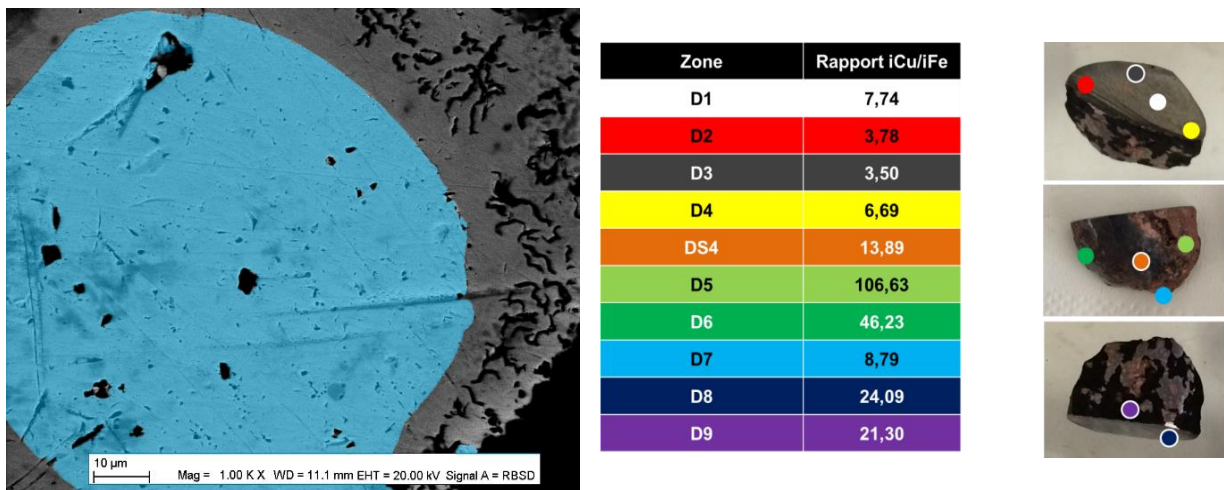 10 µm
Mag = 1.00 K X WD = 11.1 mm EHT = 20.00 kV Signal A = RBSD
Zone Rapport iCu/iFe
D1 7,74
D2 3,78
D3 3,50
D4 6,69
DS4 13,89
D5 106,63
D6 46,23
D7 8,79
D8 24,09
D9 21,30